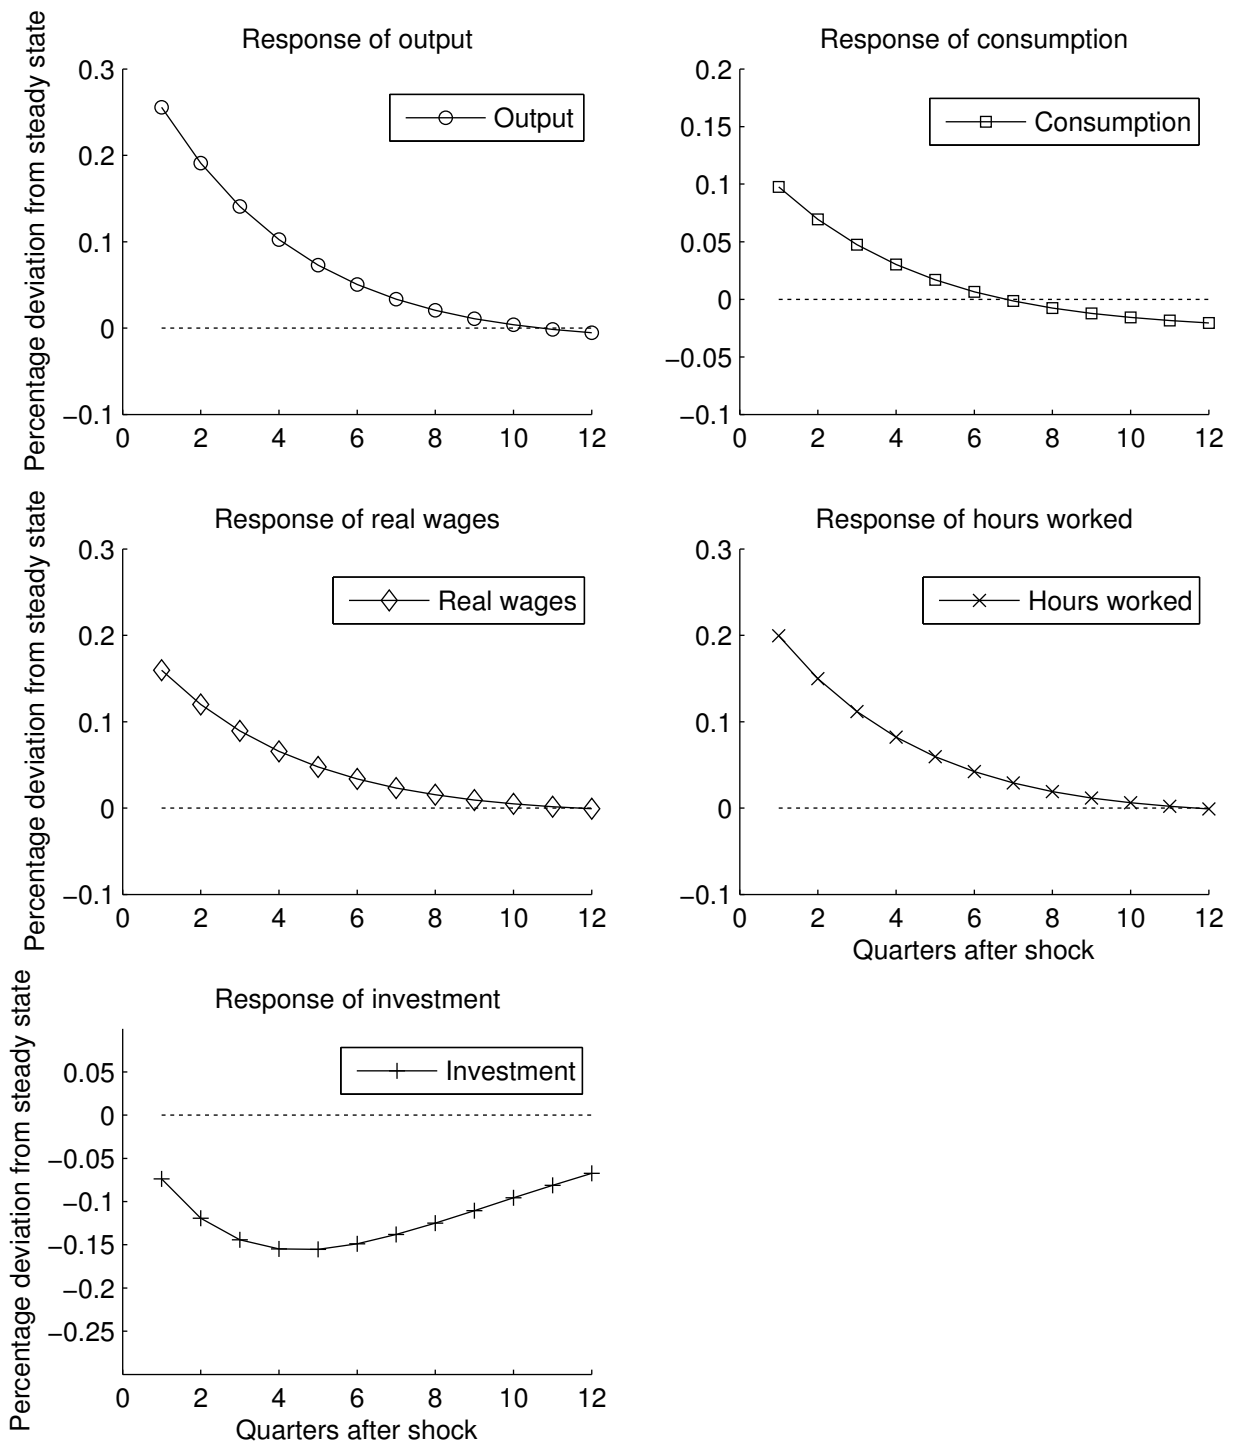 Response of output
Percentage deviation from steady state
0.3
0.2
0.1
0
−0.1
0 2 4 6 8 10 12
Output
Response of consumption
0.2
0.15
0.1
0.05
0
−0.05
−0.1
0 2 4 6 8 10 12
Consumption
Response of real wages
Percentage deviation from steady state
0.3
0.2
0.1
0
−0.1
0 2 4 6 8 10 12
Real wages
Response of hours worked
0.3
0.2
0.1
0
−0.1
0 2 4 6 8 10 12
Quarters after shock
Hours worked
Response of investment
Percentage deviation from steady state
0.05
0
−0.05
−0.1
−0.15
−0.2
−0.25
0 2 4 6 8 10 12
Quarters after shock
Investment